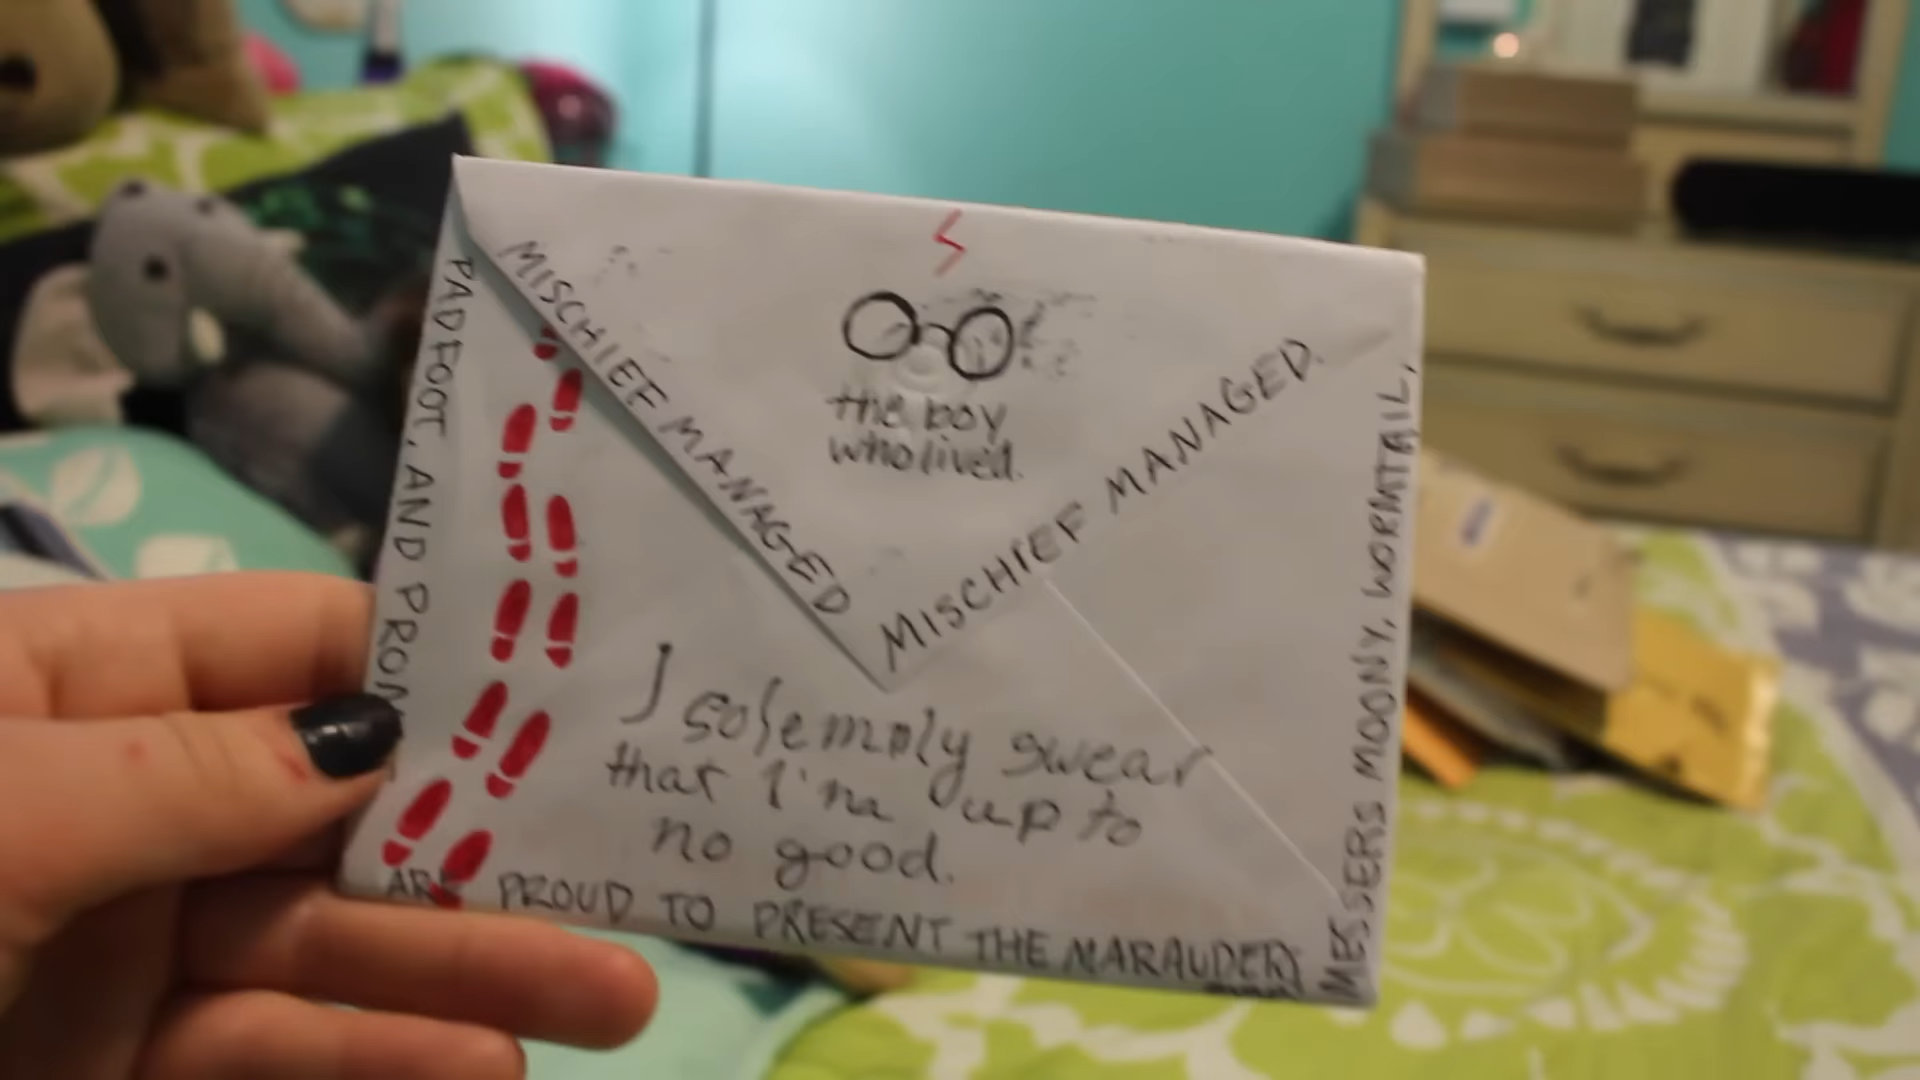 MISCHIEF MANAGED
the boy
who lived.
MISCHIEF MANAGED.
I solemnly swear
that I'm up to
no good.
MESSERS MOONY, WORMTAIL,
PADFOOT, AND
ARE PROUD TO PRESENT THE MARAUDERS